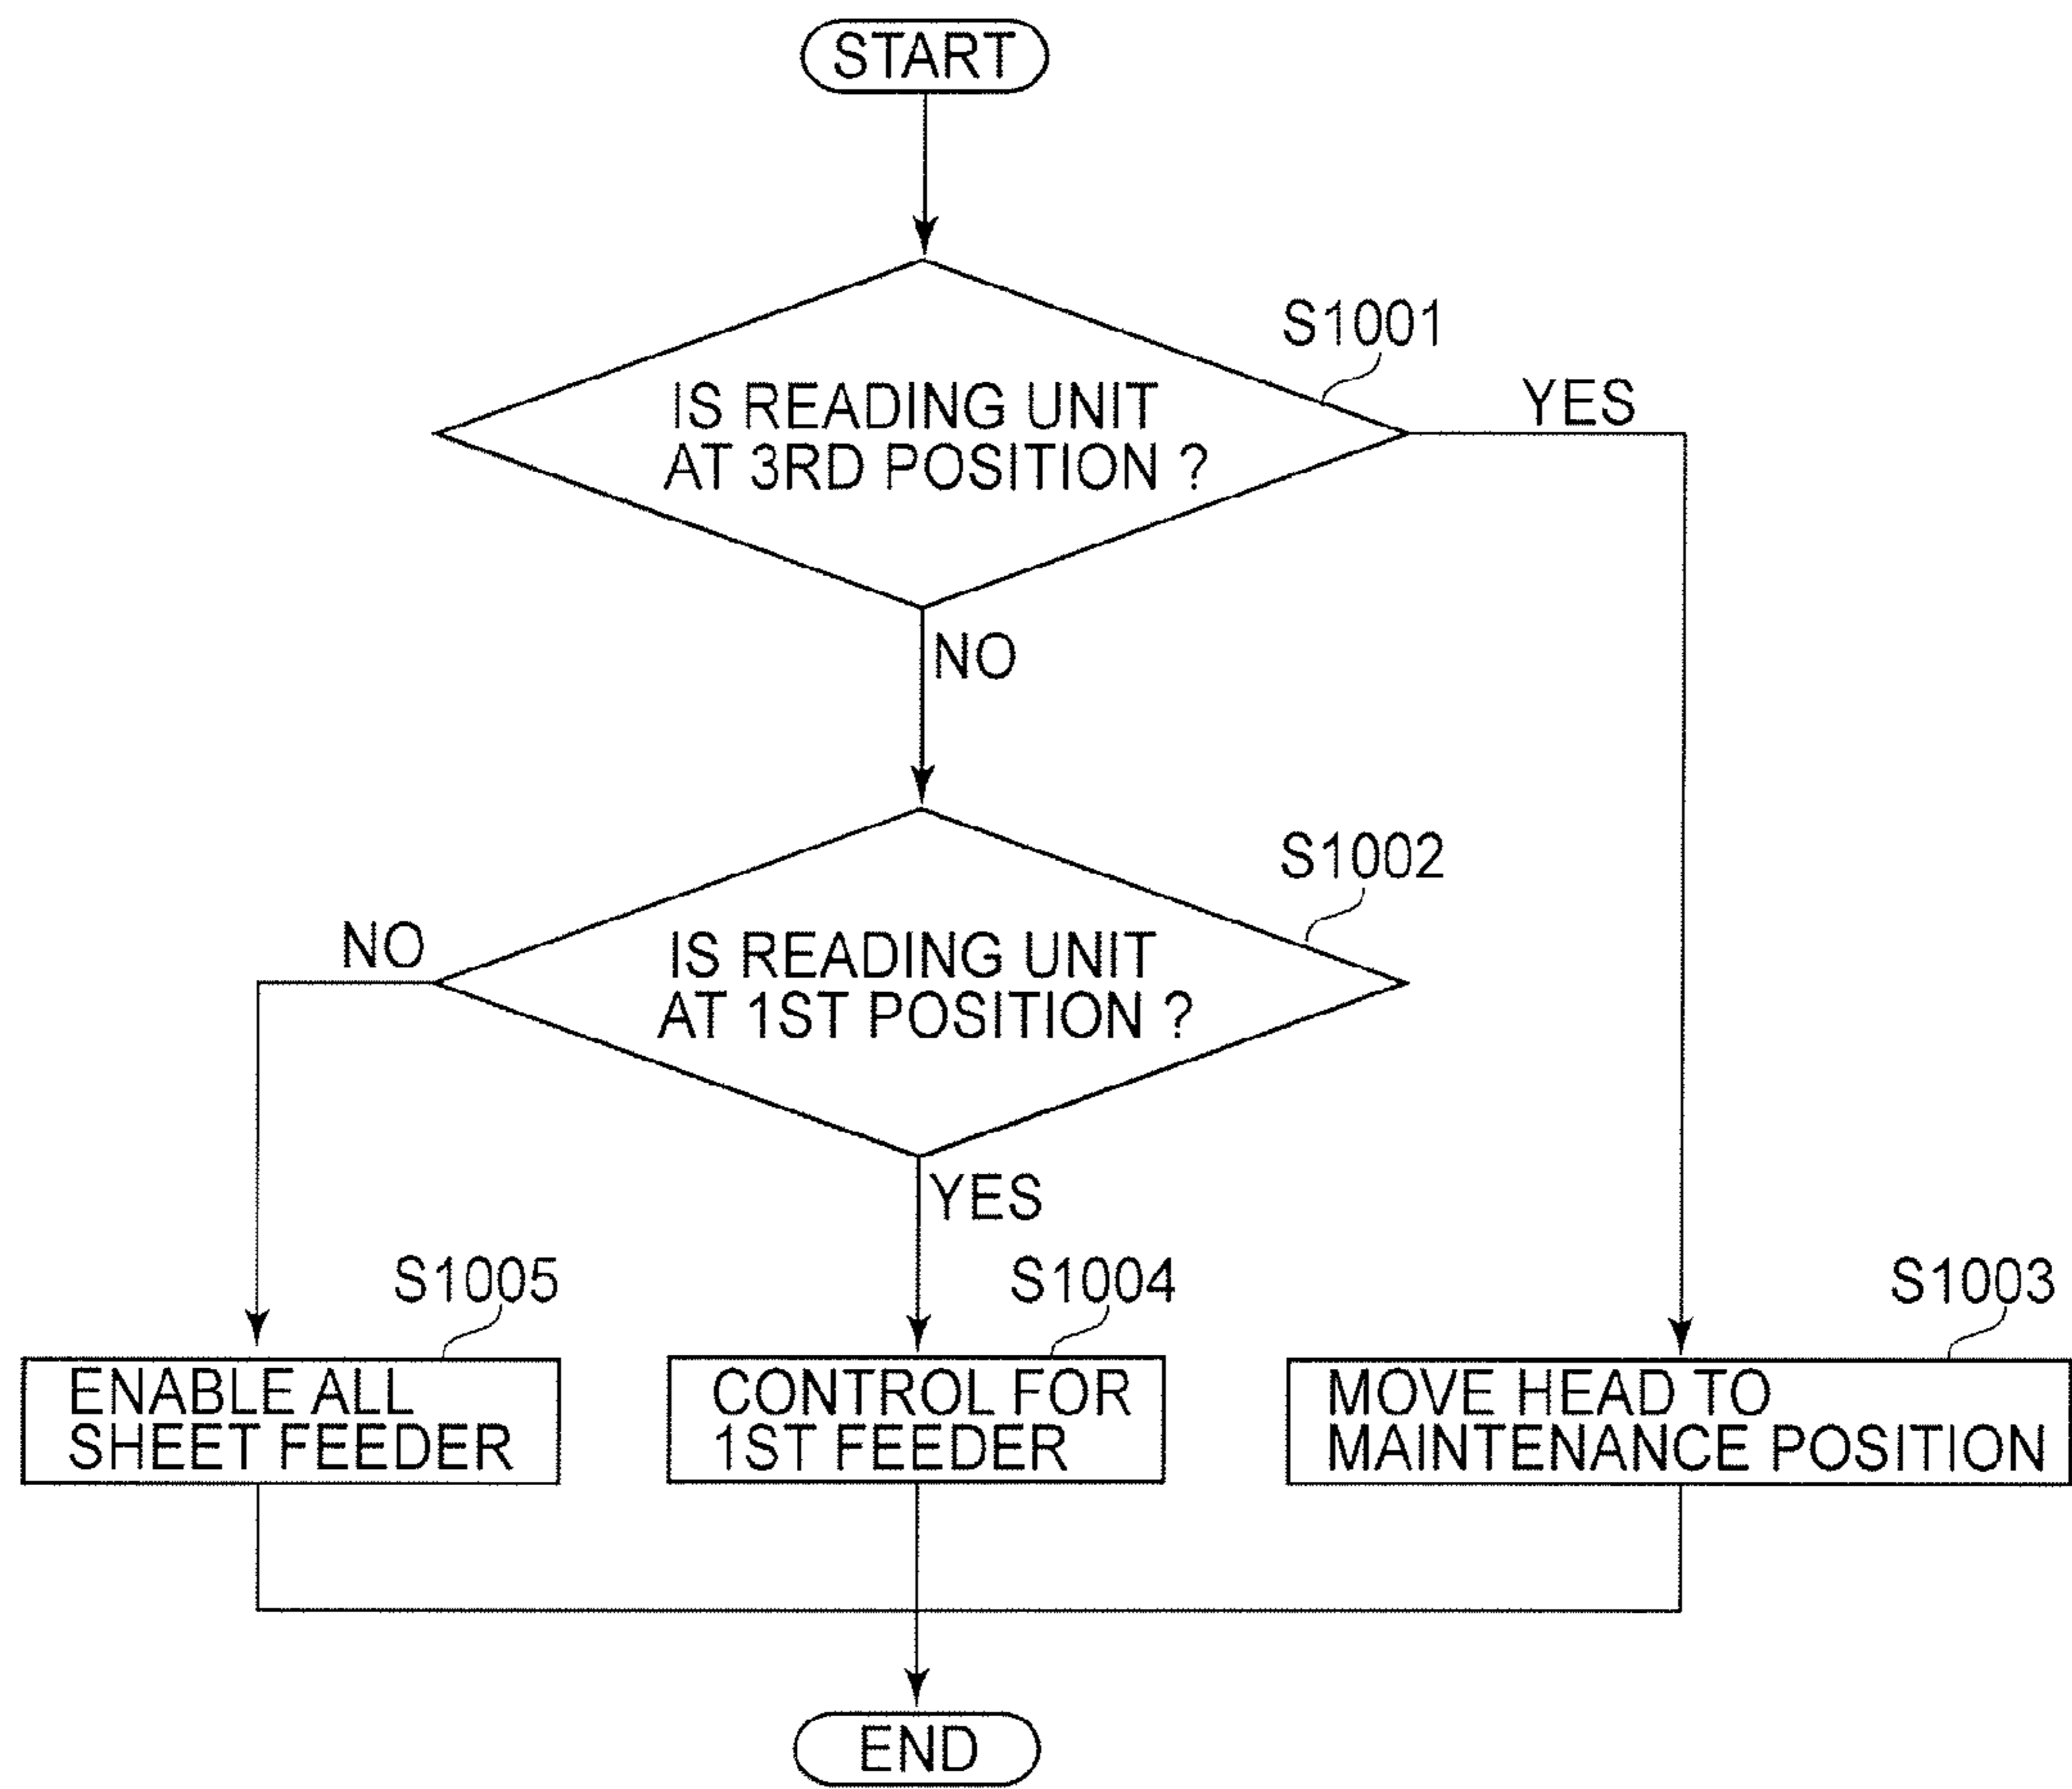 START
S1001
IS READING UNIT
AT 3RD POSITION ?
YES
NO
S1002
NO
IS READING UNIT
AT 1ST POSITION ?
YES
S1005
S1004
S1003
ENABLE ALL
SHEET FEEDER
CONTROL FOR
1ST FEEDER
MOVE HEAD TO
MAINTENANCE POSITION
END